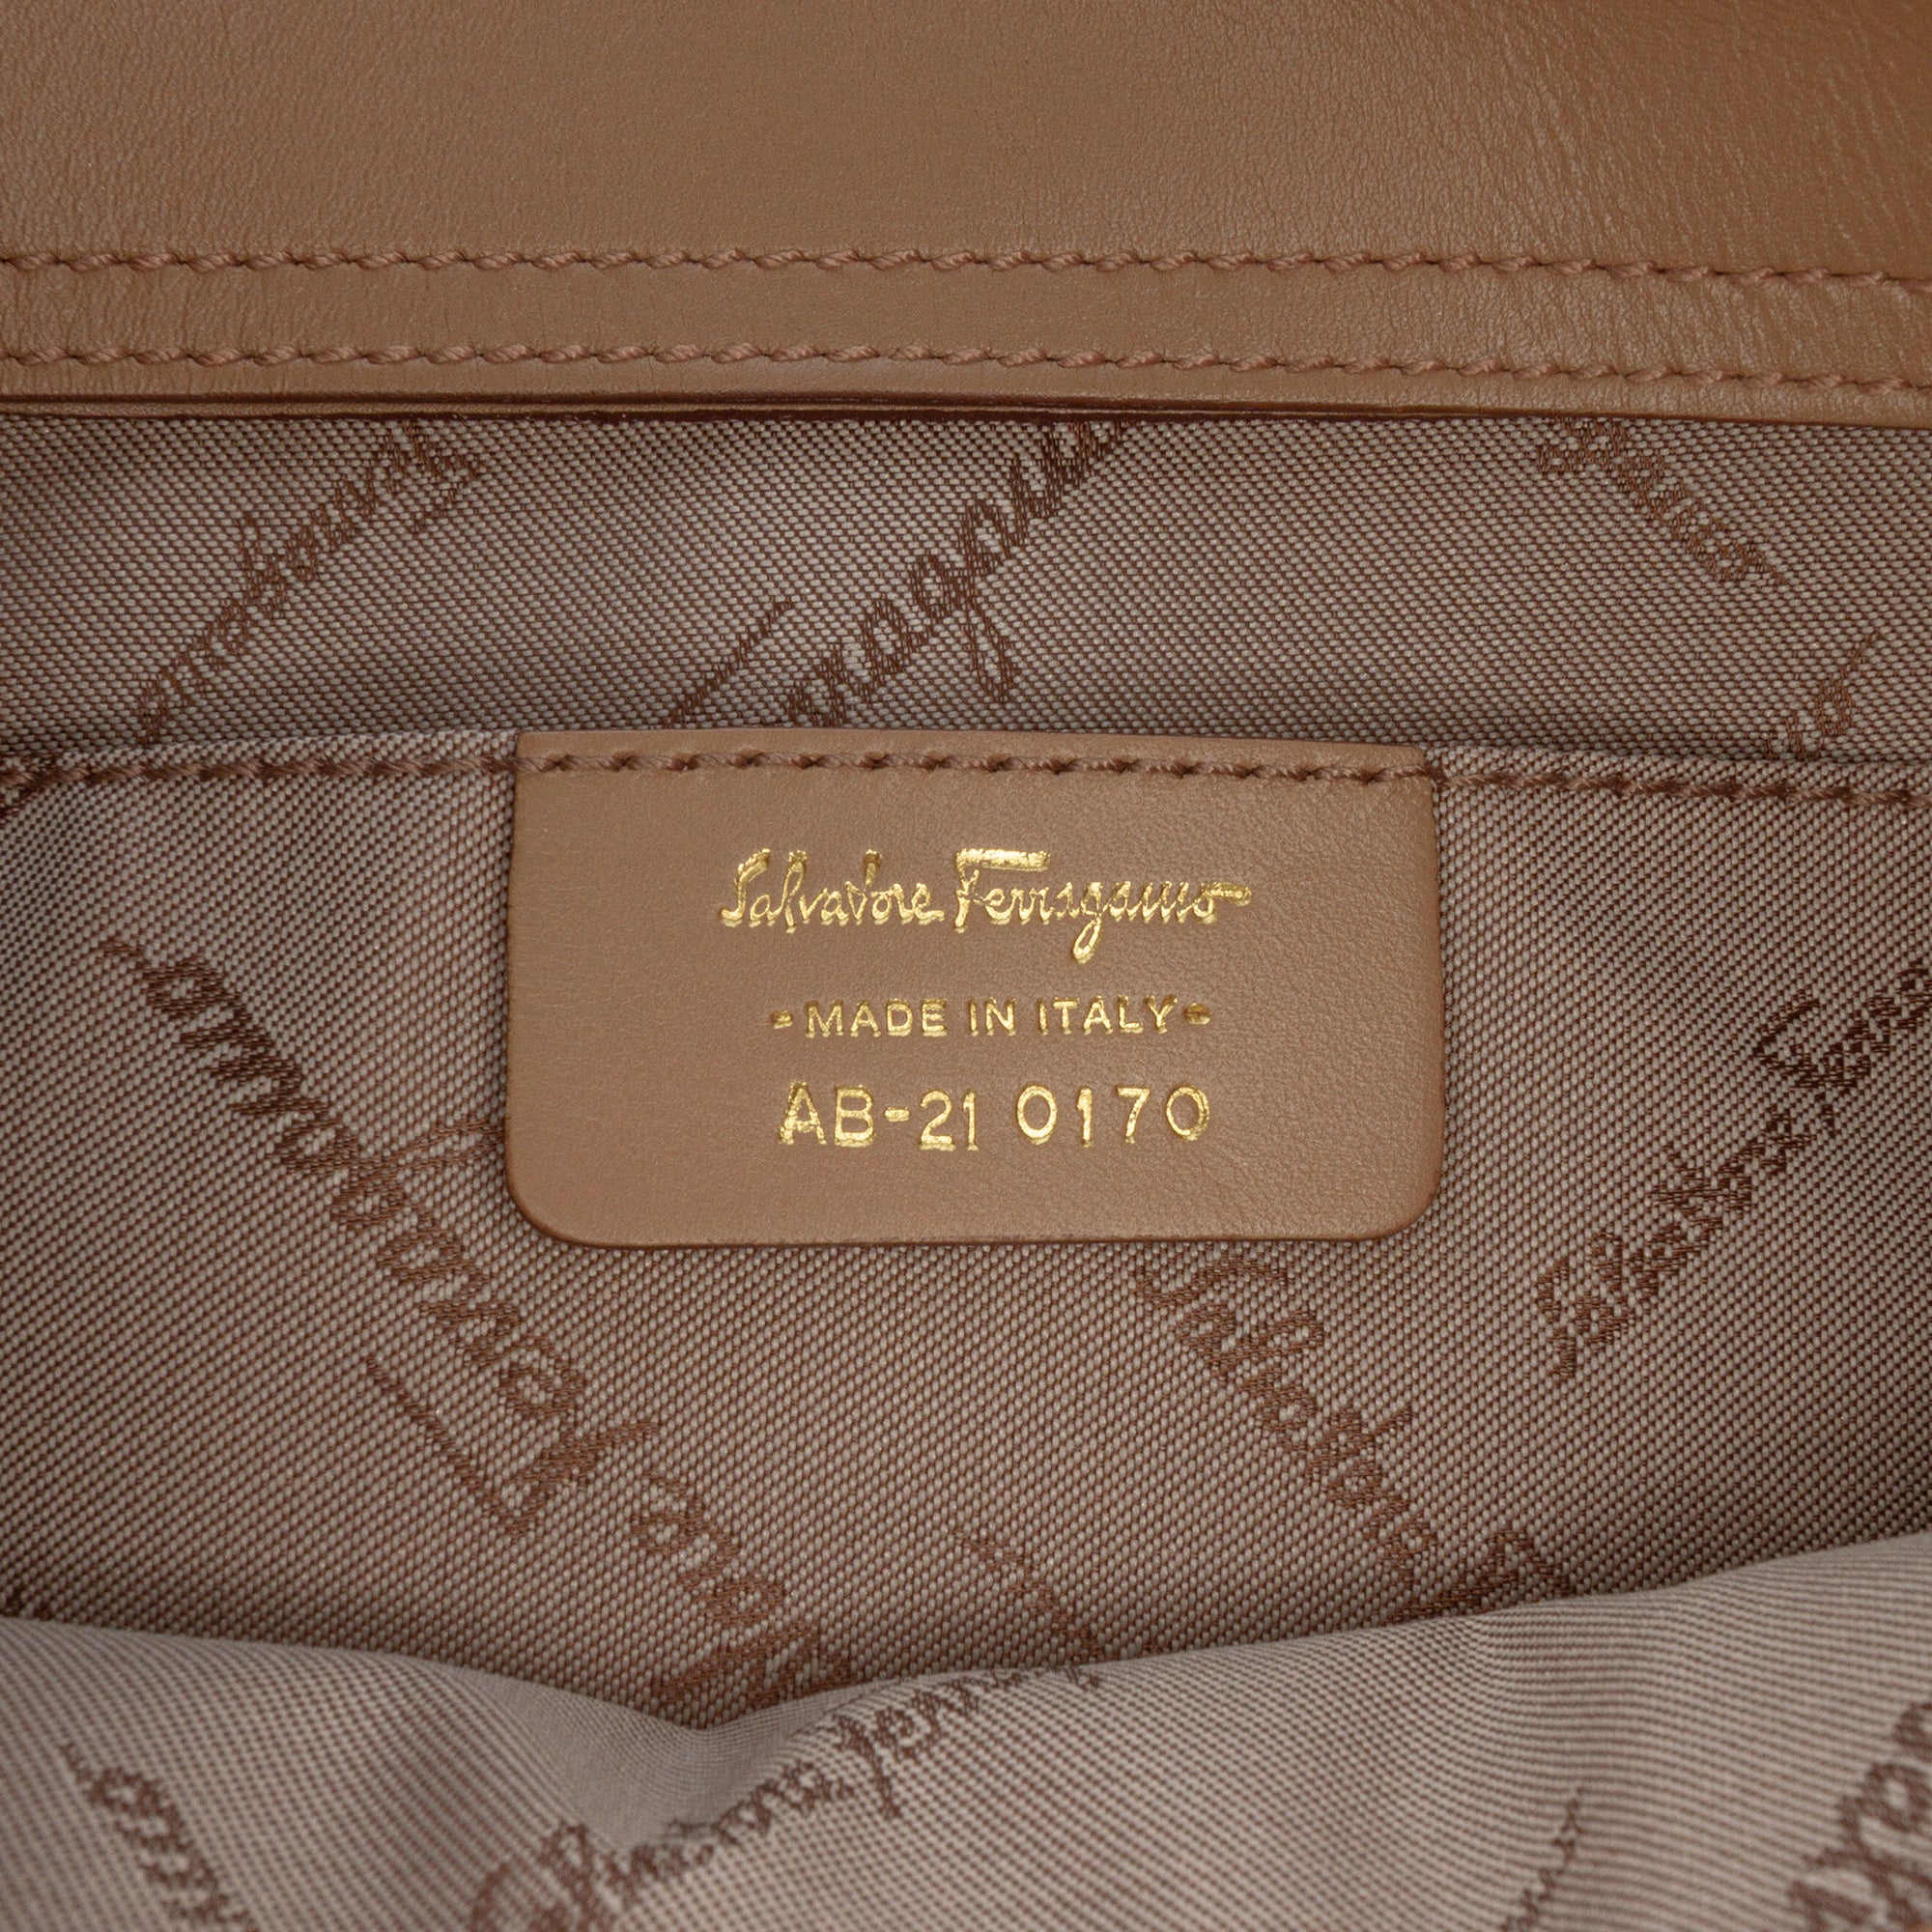 Salvatore Ferragamo
-MADE IN ITALY-
AB-21 0170